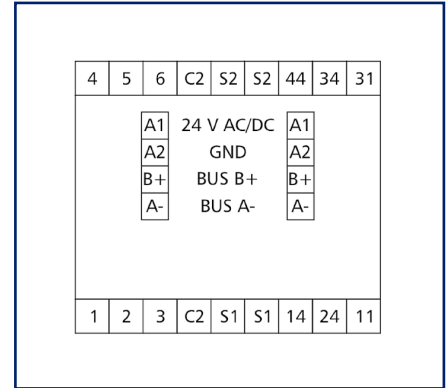 4 5 6 C2 S2 S2 44 34 31
A1 24 V AC/DC A1
A2 GND A2
B+ BUS B+ B+
A- BUS A- A-
1 2 3 C2 S1 S1 14 24 11